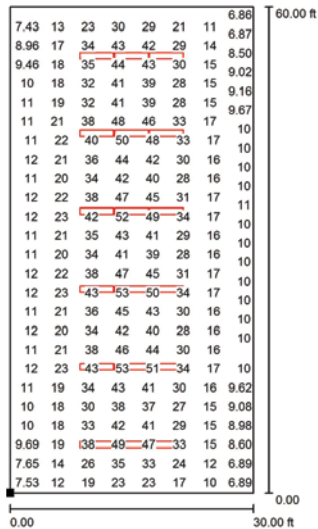 6.86 60.00 ft
7.43 13 23 30 29 21 11
6.87
8.96 17 34 43 42 29 14
8.50
9.46 18 35 44 43 30 15
9.02
10 18 32 41 39 28 15
9.16
11 19 32 41 39 28 15
9.67
11 21 38 48 46 33 17
10
11 22 40 50 48 33 17
10
12 21 36 44 42 30 16
10
11 20 34 42 40 28 16
10
12 22 38 47 45 31 17
11
12 23 42 52 49 34 17
10
11 21 35 43 41 29 16
10
11 20 34 41 39 28 16
10
12 22 38 47 45 31 17
10
12 23 43 53 50 34 17
10
11 21 36 45 43 30 16
10
12 20 34 42 40 28 16
10
11 21 38 46 44 30 16
12 23 43 53 51 34 17 10
11 19 34 43 41 30 16 9.62
10 18 30 38 37 27 15 9.08
10 18 33 42 41 29 15 8.98
9.69 19 38 49 47 33 15 8.60
7.65 14 26 35 33 24 12 6.89
7.53 12 19 23 23 17 10 6.89
0.00
0.00 30.00 ft